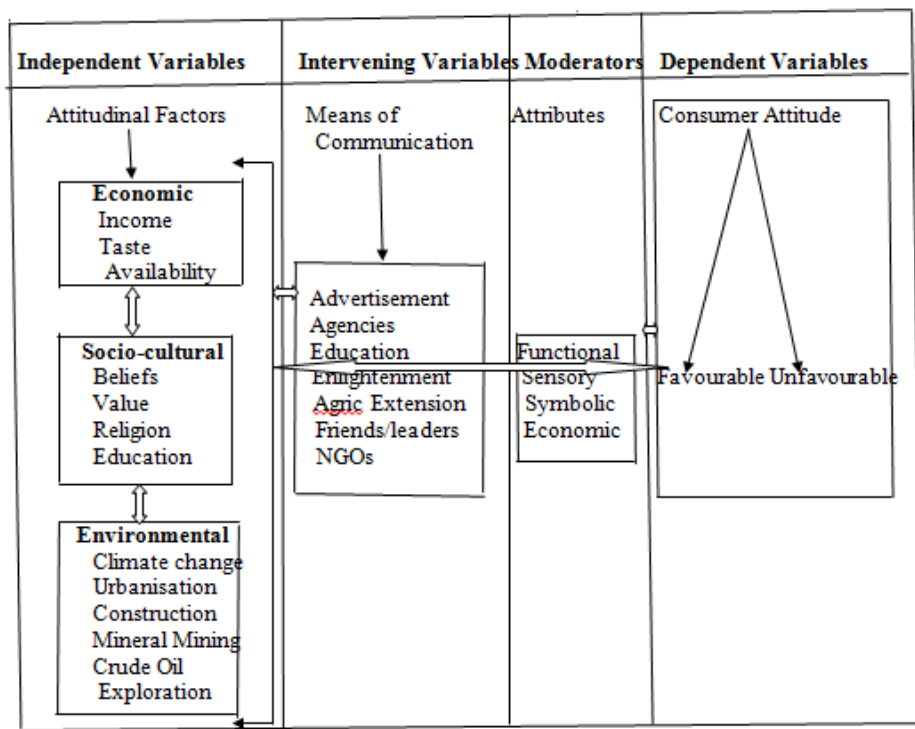 Independent Variables
Attitudinal Factors
Economic
Income
Taste
Availability
Socio-cultural
Beliefs
Value
Religion
Education
Environmental
Climate change
Urbanisation
Construction
Mineral Mining
Crude Oil
Exploration
Intervening Variables
Means of
Communication
Advertisement
Agencies
Education
Enlightenment
Agric Extension
Friends/leaders
NGOs
Moderators
Attributes
Functional
Sensory
Symbolic
Economic
Dependent Variables
Consumer Attitude
Favourable Unfavourable